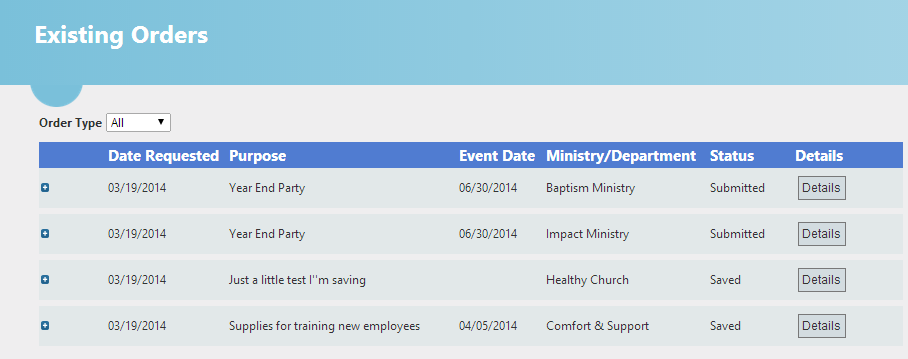 Existing Orders
Order Type All
Date Requested Purpose Event Date Ministry/Department Status Details
03/19/2014 Year End Party 06/30/2014 Baptism Ministry Submitted Details
03/19/2014 Year End Party 06/30/2014 Impact Ministry Submitted Details
03/19/2014 Just a little test I''m saving Healthy Church Saved Details
03/19/2014 Supplies for training new employees 04/05/2014 Comfort & Support Saved Details